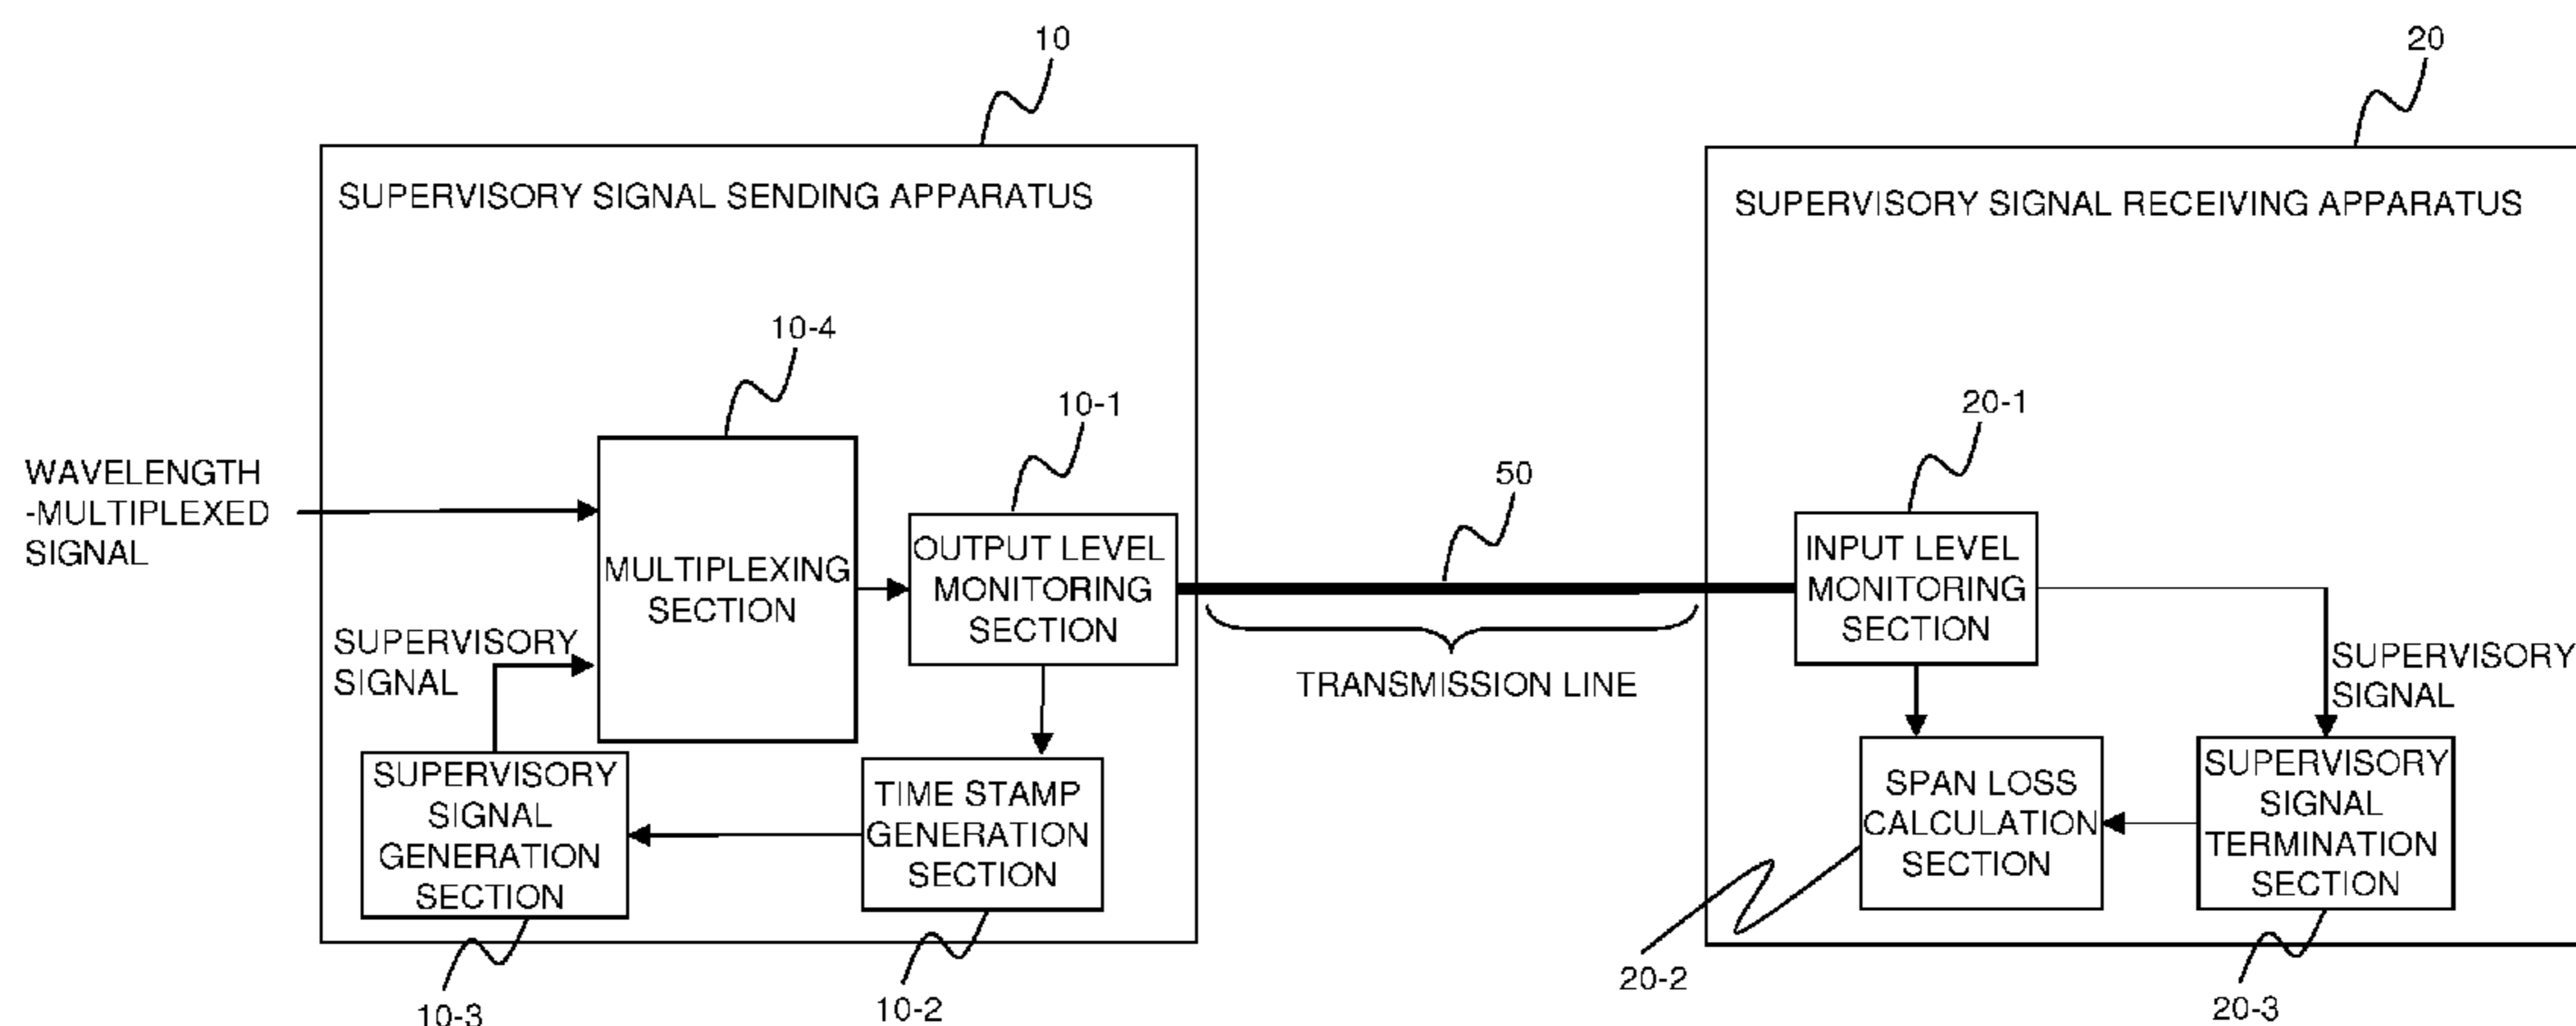 10
20
SUPERVISORY SIGNAL SENDING APPARATUS
SUPERVISORY SIGNAL RECEIVING APPARATUS
10-4
10-1
20-1
WAVELENGTH
-MULTIPLEXED
SIGNAL
50
MULTIPLEXING
SECTION
OUTPUT LEVEL
MONITORING
SECTION
INPUT LEVEL
MONITORING
SECTION
SUPERVISORY
SIGNAL
TRANSMISSION LINE
SUPERVISORY
SIGNAL
SUPERVISORY
SIGNAL
GENERATION
SECTION
TIME STAMP
GENERATION
SECTION
SPAN LOSS
CALCULATION
SECTION
SUPERVISORY
SIGNAL
TERMINATION
SECTION
10-3
10-2
20-2
20-3